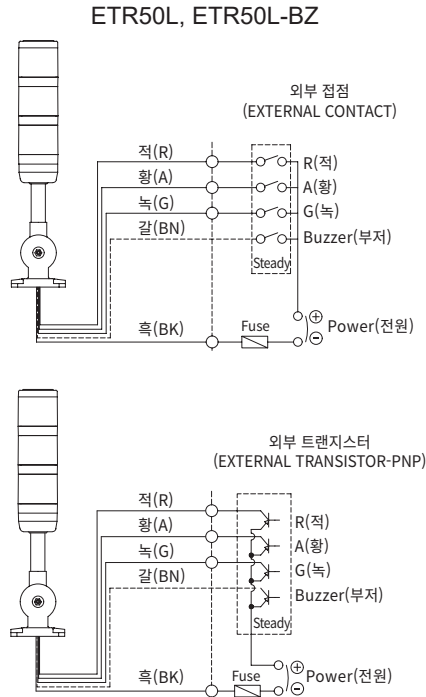 ETR50L, ETR50L-BZ
외부 접점
(EXTERNAL CONTACT)
적(R)
R(적)
황(A)
A(황)
녹(G)
G(녹)
갈(BN)
Buzzer(부저)
Steady
⊕
Power(전원)
⊖
흑(BK)
Fuse
외부 트랜지스터
(EXTERNAL TRANSISTOR-PNP)
적(R)
R(적)
황(A)
A(황)
녹(G)
G(녹)
갈(BN)
Buzzer(부저)
Steady
⊕
Power(전원)
⊖
흑(BK)
Fuse